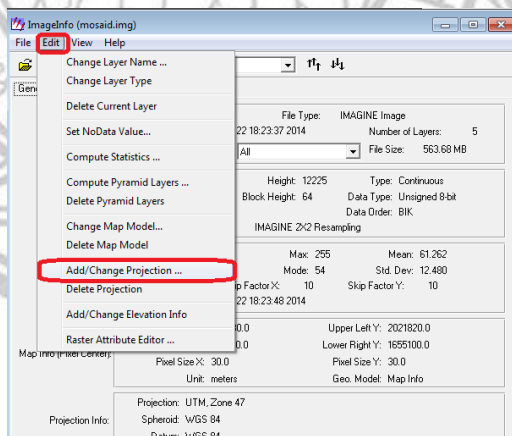 ImageInfo (mosaid.img)
File Edit View Help
Change Layer Name ...
Change Layer Type
Delete Current Layer
Set NoData Value...
Compute Statistics ...
Compute Pyramid Layers ...
Delete Pyramid Layers
Change Map Model...
Delete Map Model
Add/Change Projection ...
Delete Projection
Add/Change Elevation Info
Raster Attribute Editor ...
File Type: IMAGINE Image
22 18:23:37 2014 Number of Layers: 5
All File Size: 563.68 MB
Height: 12225 Type: Continuous
Block Height: 64 Data Type: Unsigned 8-bit
Data Order: BIK
IMAGINE 2X2 Resampling
Max: 255 Mean: 61.262
Mode: 54 Std. Dev: 12.480
Factor X: 10 Skip Factor Y: 10
22 18:23:48 2014
0.0 Upper Left Y: 2021820.0
0.0 Lower Right Y: 1655100.0
Map Info (Pixel Center): Pixel Size X: 30.0 Pixel Size Y: 30.0
Unit: meters Geo. Model: Map Info
Projection: UTM, Zone 47
Projection Info: Spheroid: WGS 84
Datum: WGS 84